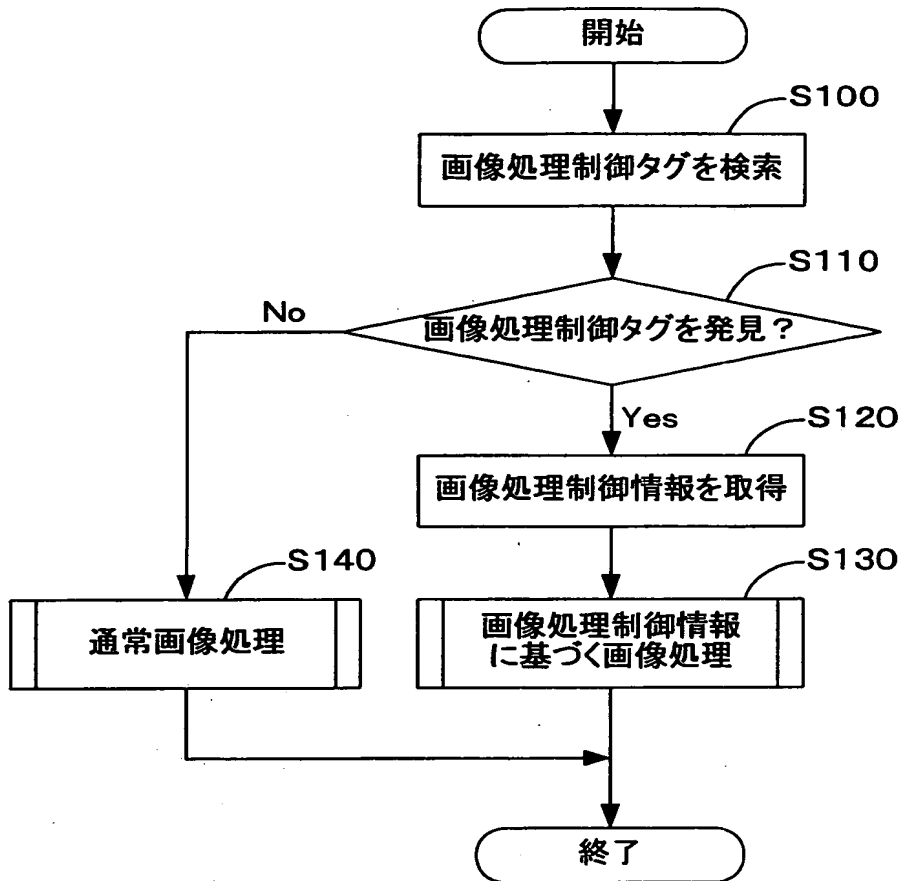 開始
S100
画像処理制御タグを検索
S110
画像処理制御タグを発見?
No
Yes
S120
画像処理制御情報を取得
S140
通常画像処理
S130
画像処理制御情報
に基づく画像処理
終了